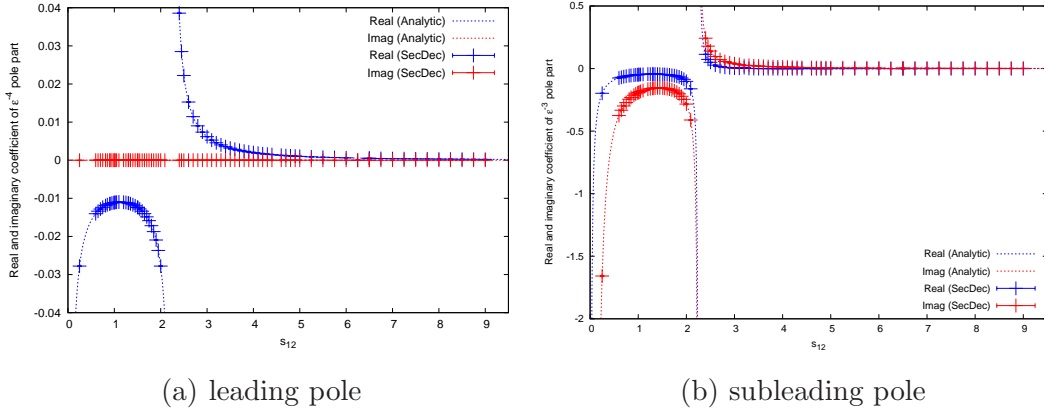 Real and imaginary coefficient of ε⁻⁴ pole part
0.04
0.03
0.02
0.01
0
-0.01
-0.02
-0.03
-0.04
0 1 2 3 4 5 6 7 8 9
s₁₂
Real (Analytic)
Imag (Analytic)
Real (SecDec)
Imag (SecDec)
(a) leading pole
Real and imaginary coefficient of ε⁻³ pole part
0.5
0
-0.5
-1
-1.5
-2
0 1 2 3 4 5 6 7 8 9
s₁₂
Real (Analytic)
Imag (Analytic)
Real (SecDec)
Imag (SecDec)
(b) subleading pole